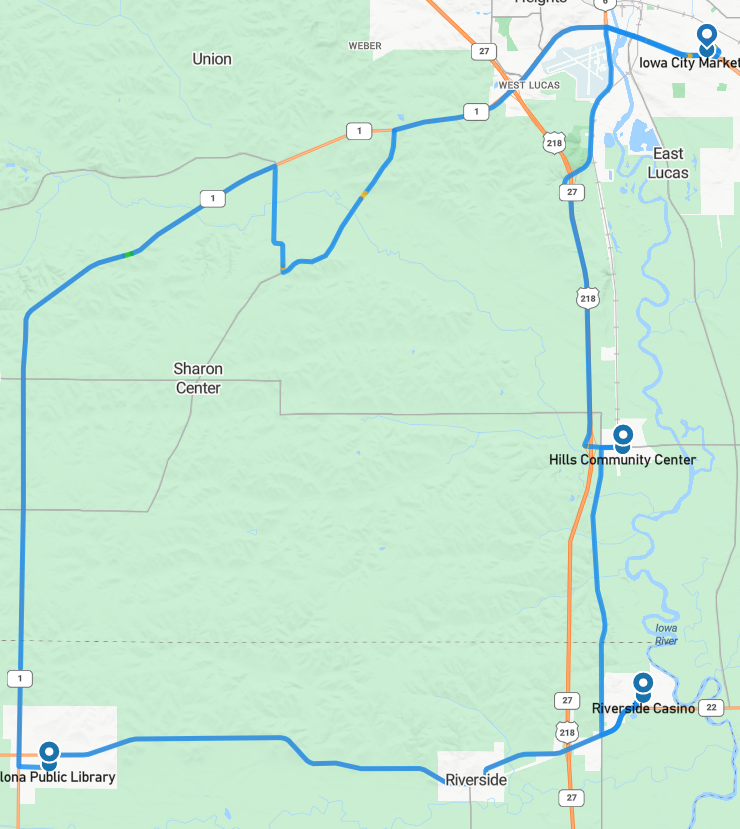 Heights
6
27
WEBER
Union
Iowa City Market
WEST LUCAS
1
1
218
East
Lucas
27
1
218
Sharon
Center
Hills Community Center
Iowa
River
1
27
Riverside Casino
22
218
lona Public Library
Riverside
27